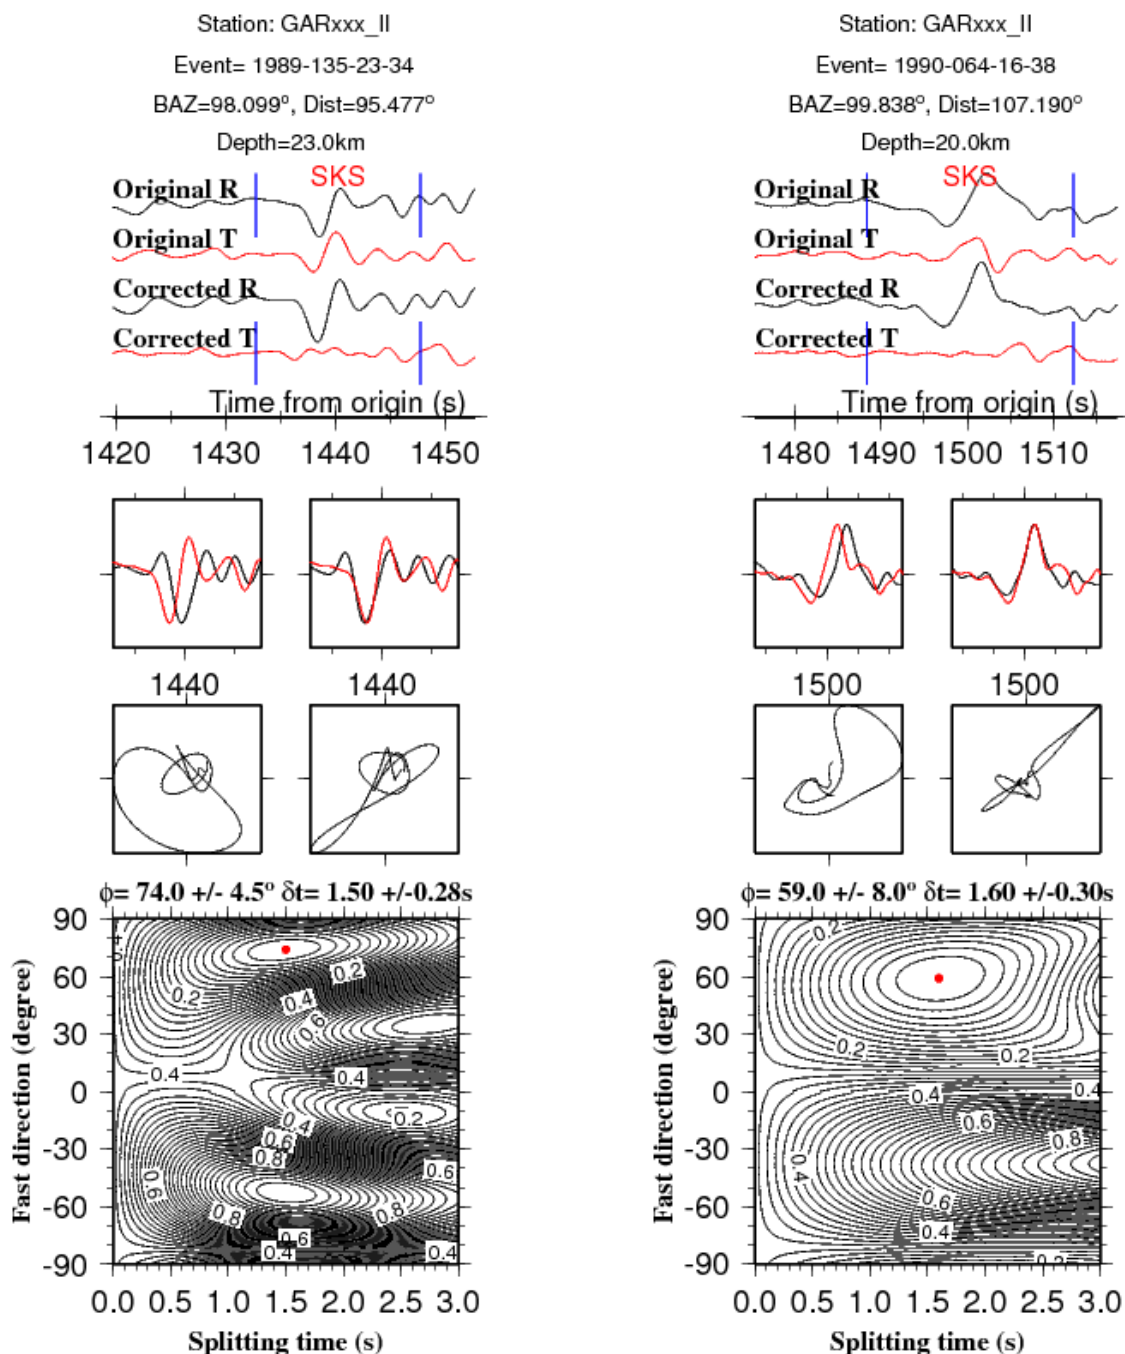 Station: GARxxx_II
Event= 1989-135-23-34
BAZ=98.099°, Dist=95.477°
Depth=23.0km
SKS
Original R
Original T
Corrected R
Corrected T
Time from origin (s)
1420 1430 1440 1450
1440 1440
ϕ= 74.0 +/- 4.5° δt= 1.50 +/-0.28s
90
60
30
0
-30
-60
-90
Fast direction (degree)
0.2
0.2
0.4
0.6
0.4
0.4
0.4
0.2
0.6
0.8
0.6
0.6
0.8
0.8
0.6
0.4
0.4
0.0 0.5 1.0 1.5 2.0 2.5 3.0
Splitting time (s)
Station: GARxxx_II
Event= 1990-064-16-38
BAZ=99.838°, Dist=107.190°
Depth=20.0km
SKS
Original R
Original T
Corrected R
Corrected T
Time from origin (s)
1480 1490 1500 1510
1500 1500
ϕ= 59.0 +/- 8.0° δt= 1.60 +/-0.30s
90
60
30
0
-30
-60
-90
Fast direction (degree)
0.2
0.2
0.2
0.4
0.4
0.6
0.8
0.4
0.6
0.4
0.2
0.0 0.5 1.0 1.5 2.0 2.5 3.0
Splitting time (s)